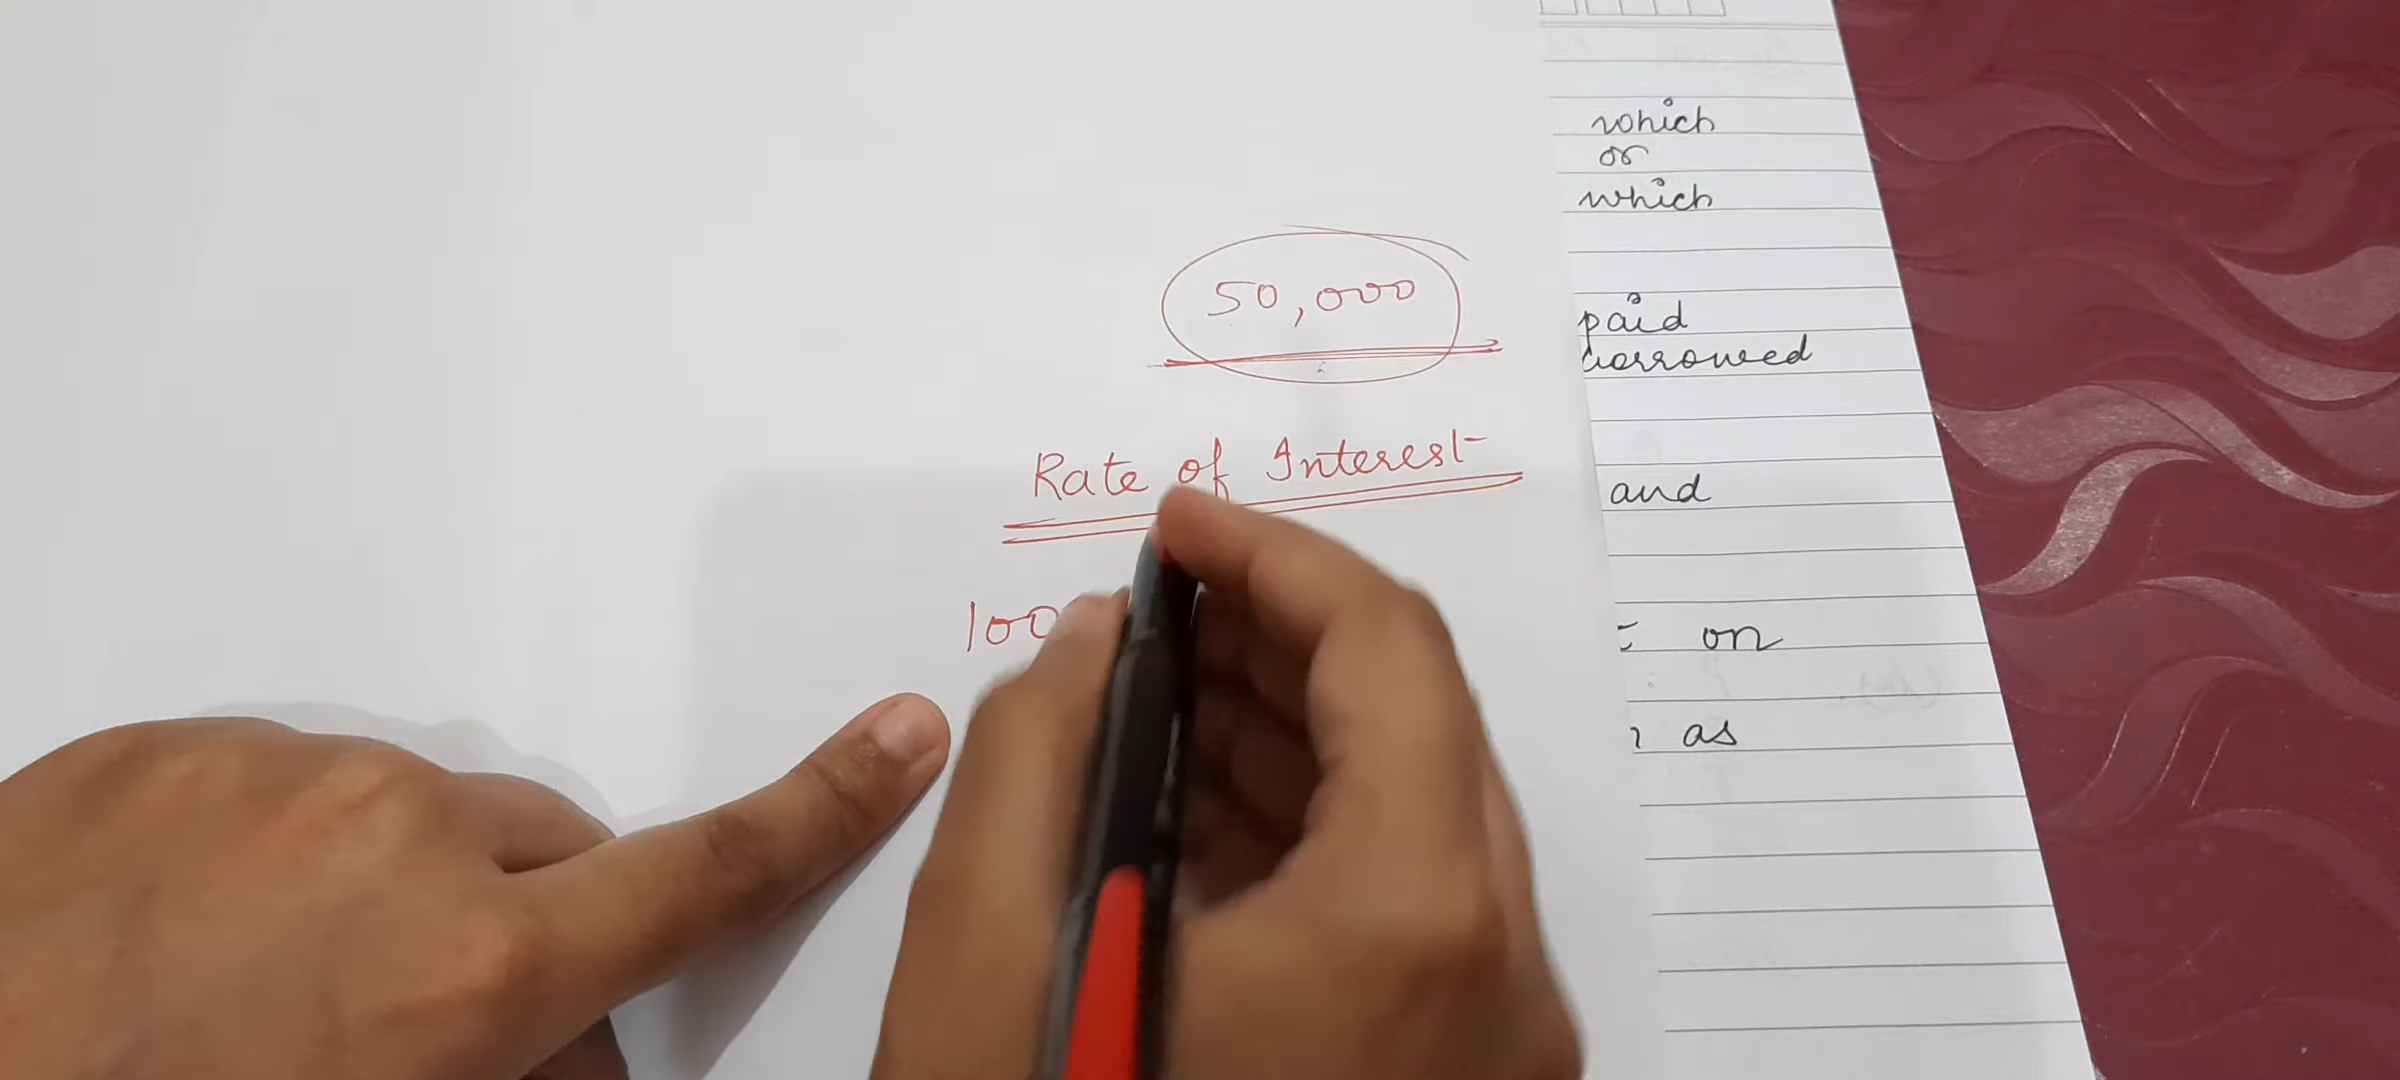 50,000
Rate of Interest
100
which
or
which
paid
borrowed
and
on
as